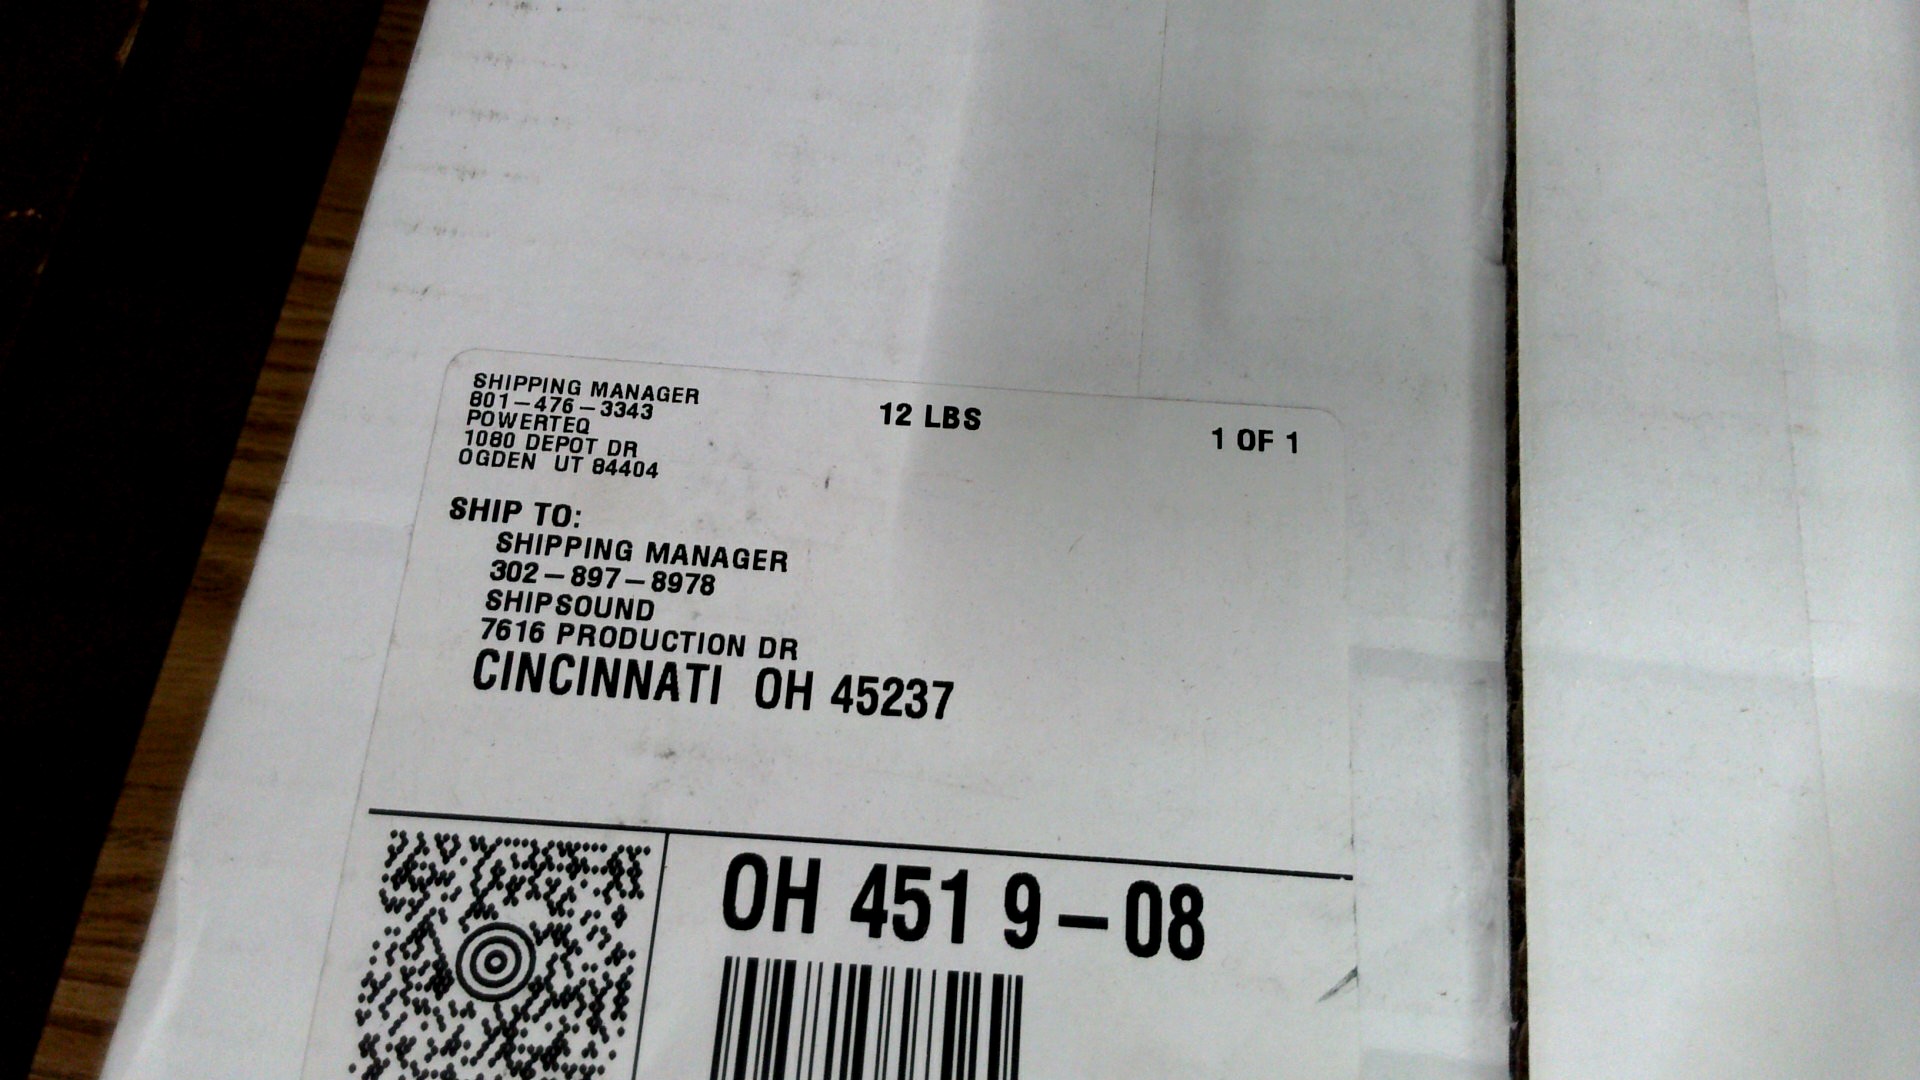 SHIPPING MANAGER
801-476-3343
POWERTEQ
1080 DEPOT DR
OGDEN UT 84404
12 LBS
1 OF 1
SHIP TO:
SHIPPING MANAGER
302-897-8978
SHIPSOUND
7616 PRODUCTION DR
CINCINNATI OH 45237
OH 451 9-08